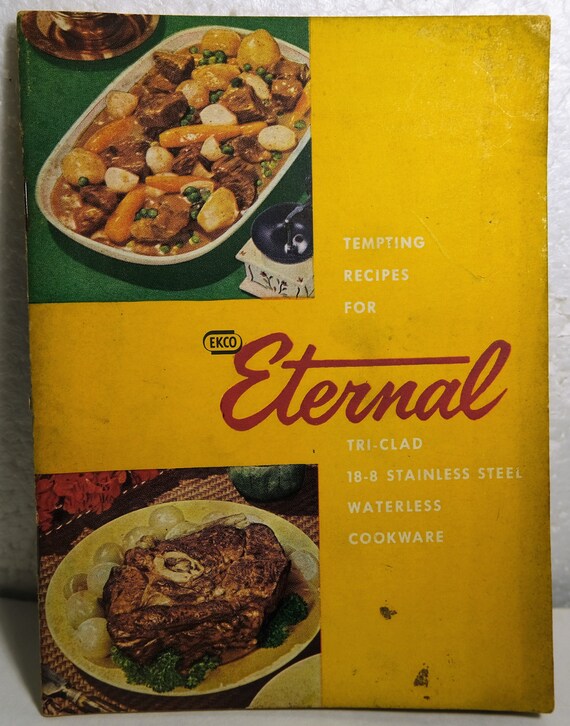 TEMPTING
RECIPES
FOR
EKCO
Eternal
TRI-CLAD
18-8 STAINLESS STEEL
WATERLESS
COOKWARE